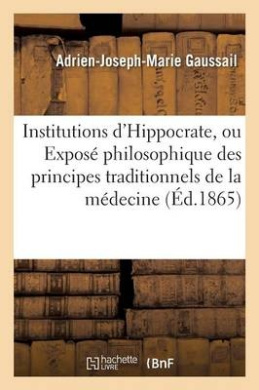 Adrien-Joseph-Marie Gaussail
Institutions d'Hippocrate, ou
Exposé philosophique des principes
traditionnels de la médecine (Éd.1865)
hachette
LIVRE
{BnF